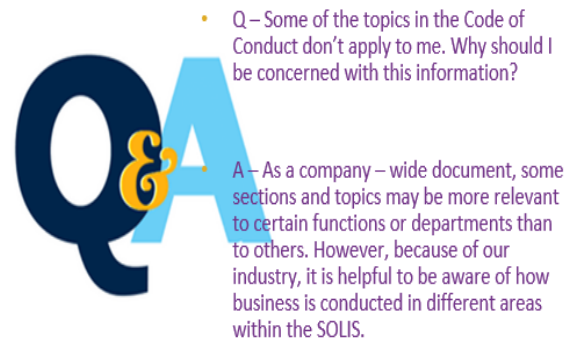 Q&A
• Q – Some of the topics in the Code of
Conduct don't apply to me. Why should I
be concerned with this information?
• A – As a company – wide document, some
sections and topics may be more relevant
to certain functions or departments than
to others. However, because of our
industry, it is helpful to be aware of how
business is conducted in different areas
within the SOLIS.